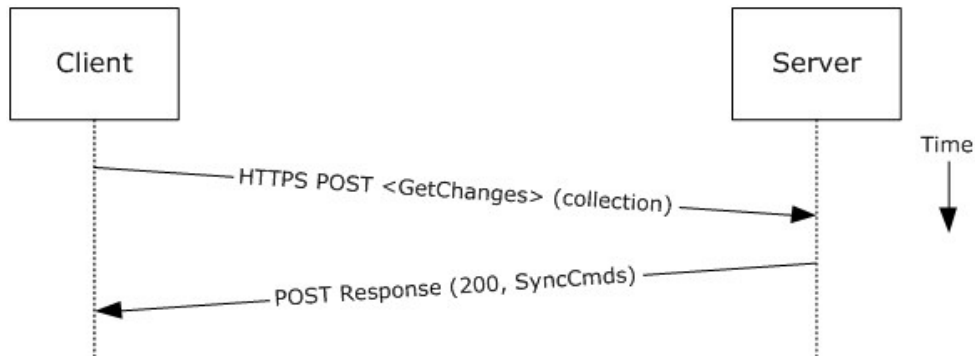 Client
Server
Time
HTTPS POST <GetChanges> (collection)
POST Response (200, SyncCmds)